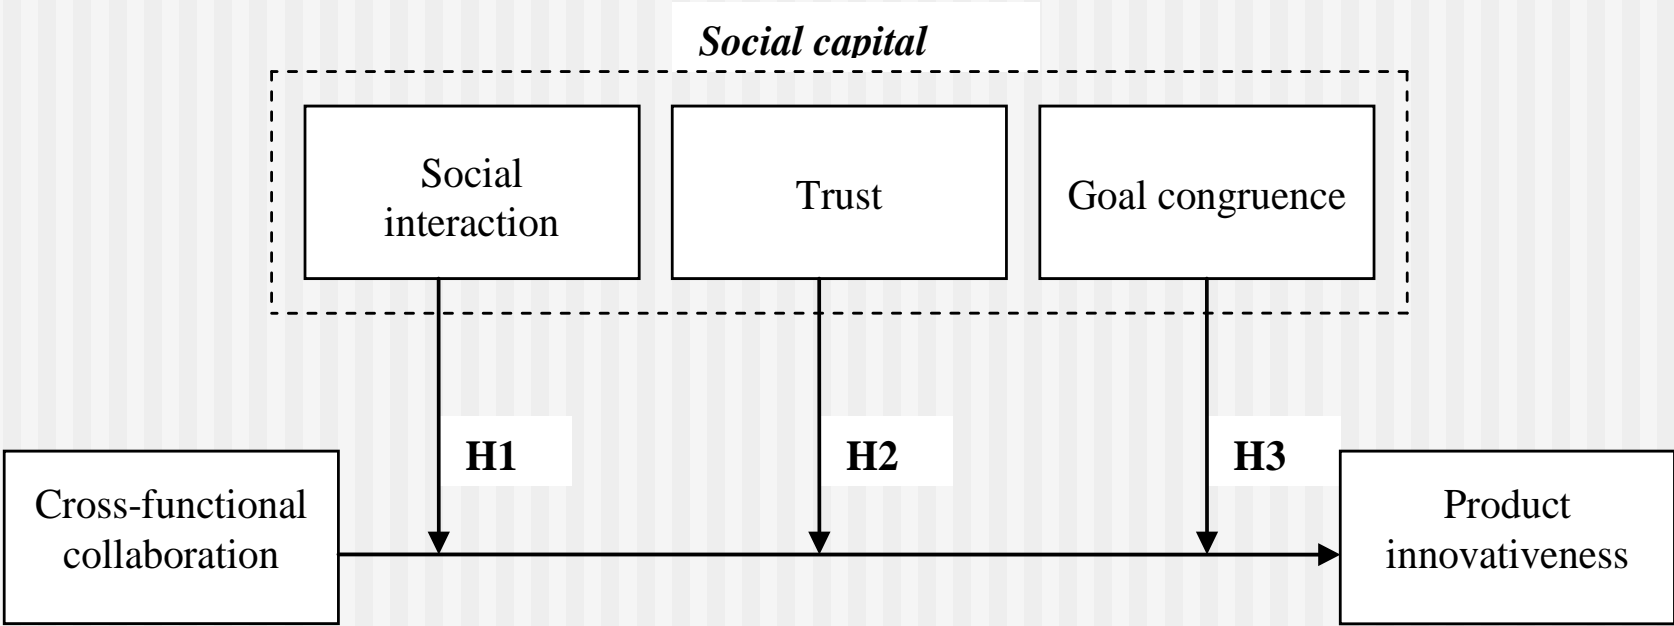 Social capital
Social
interaction
Trust
Goal congruence
H1
H2
H3
Cross-functional
collaboration
Product
innovativeness